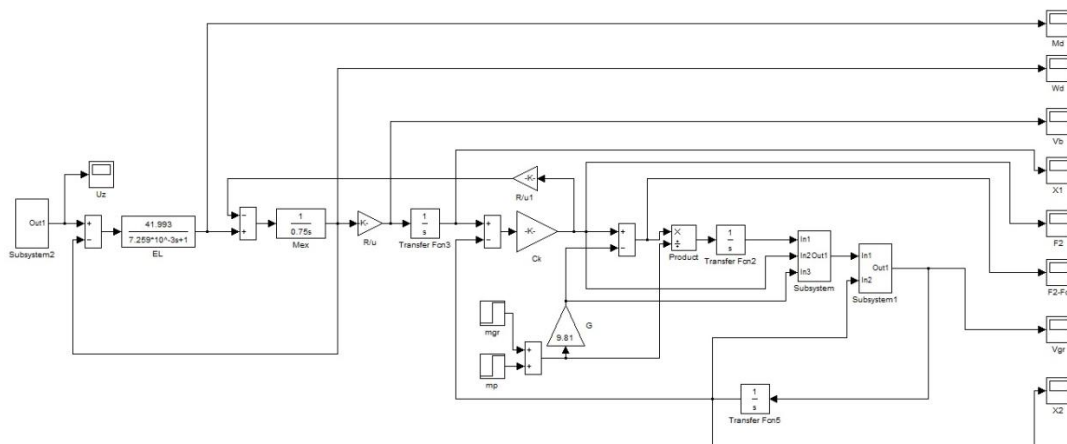 Md
Wd
Vb
X1
F2
F2-Fc
Vgr
X2
Uz
Out1
Subsystem2
+
−
41.993
7.259*10^-3s+1
EL
−
+
1
0.75s
Mex
-K-
R/u
-K-
R/u1
1
s
Transfer Fcn3
+
−
-K-
Ck
+
−
×
÷
Product
1
s
Transfer Fcn2
In1
In2
In3
Out1
Subsystem
In1
In2
Out1
Subsystem1
mgr
mp
+
+
9.81
G
1
s
Transfer Fcn5